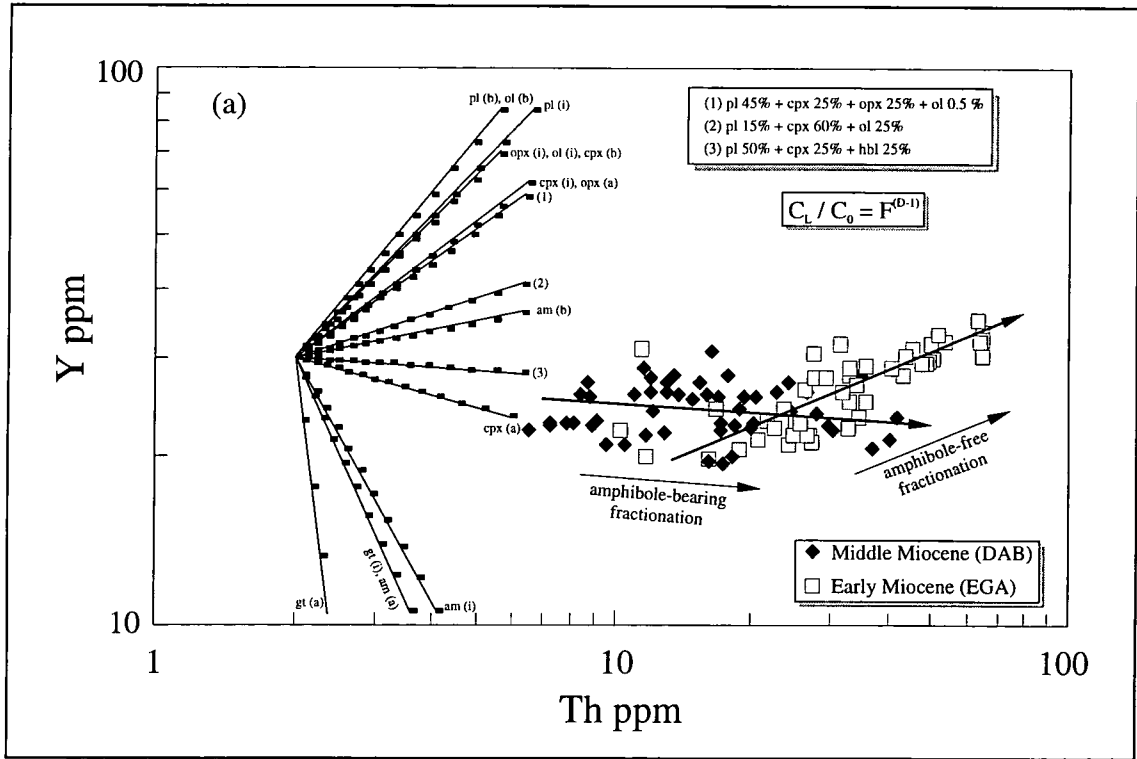 100
(a)
pl (b), ol (b)
pl (i)
opx (i), ol (i), cpx (b)
cpx (i), opx (a)
(1)
(2)
am (b)
(3)
cpx (a)
gt (a)
gt (i), am (a)
am (i)
(1) pl 45% + cpx 25% + opx 25% + ol 0.5 %
(2) pl 15% + cpx 60% + ol 25%
(3) pl 50% + cpx 25% + hbl 25%
C_L / C_0 = F^(D-1)
amphibole-bearing
fractionation
amphibole-free
fractionation
Middle Miocene (DAB)
Early Miocene (EGA)
Y ppm
10
1
10
100
Th ppm